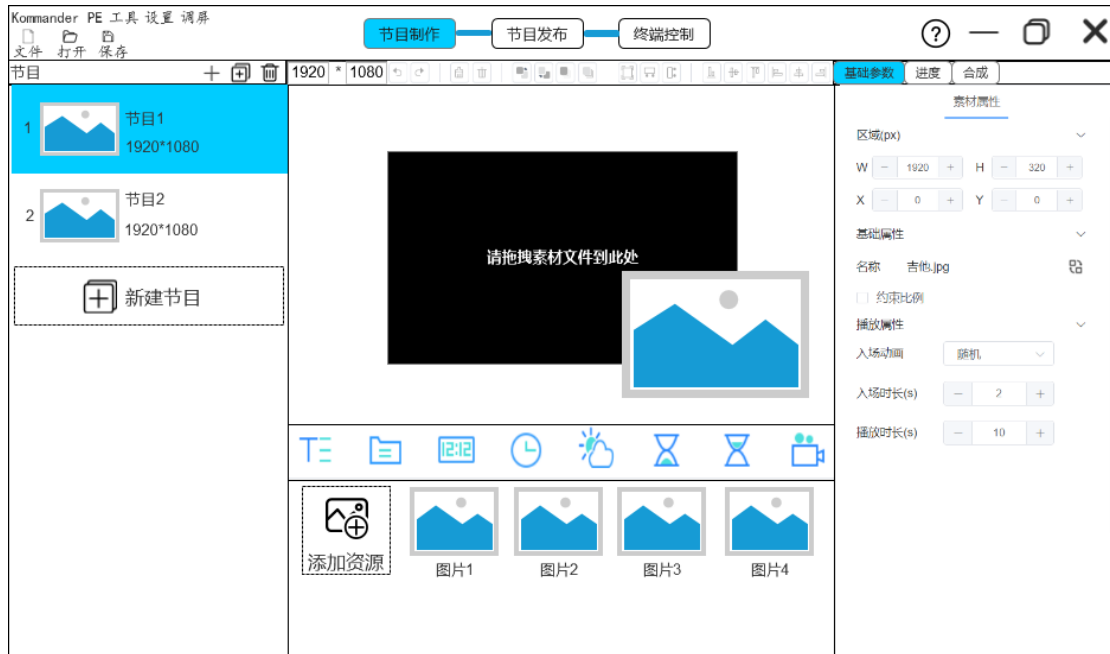 Kommander PE 工具 设置 调屏
文件 打开 保存
节目制作 节目发布 终端控制
?
节目
1920 * 1080
基础参数 进度 合成
1 节目1
1920*1080
2 节目2
1920*1080
新建节目
请拖拽素材文件到此处
12:12
添加资源
图片1 图片2 图片3 图片4
素材属性
区域(px)
W 1920 H 320
X 0 Y 0
基础属性
名称 吉他.jpg
约束比例
播放属性
入场动画 随机
入场时长(s) 2
播放时长(s) 10